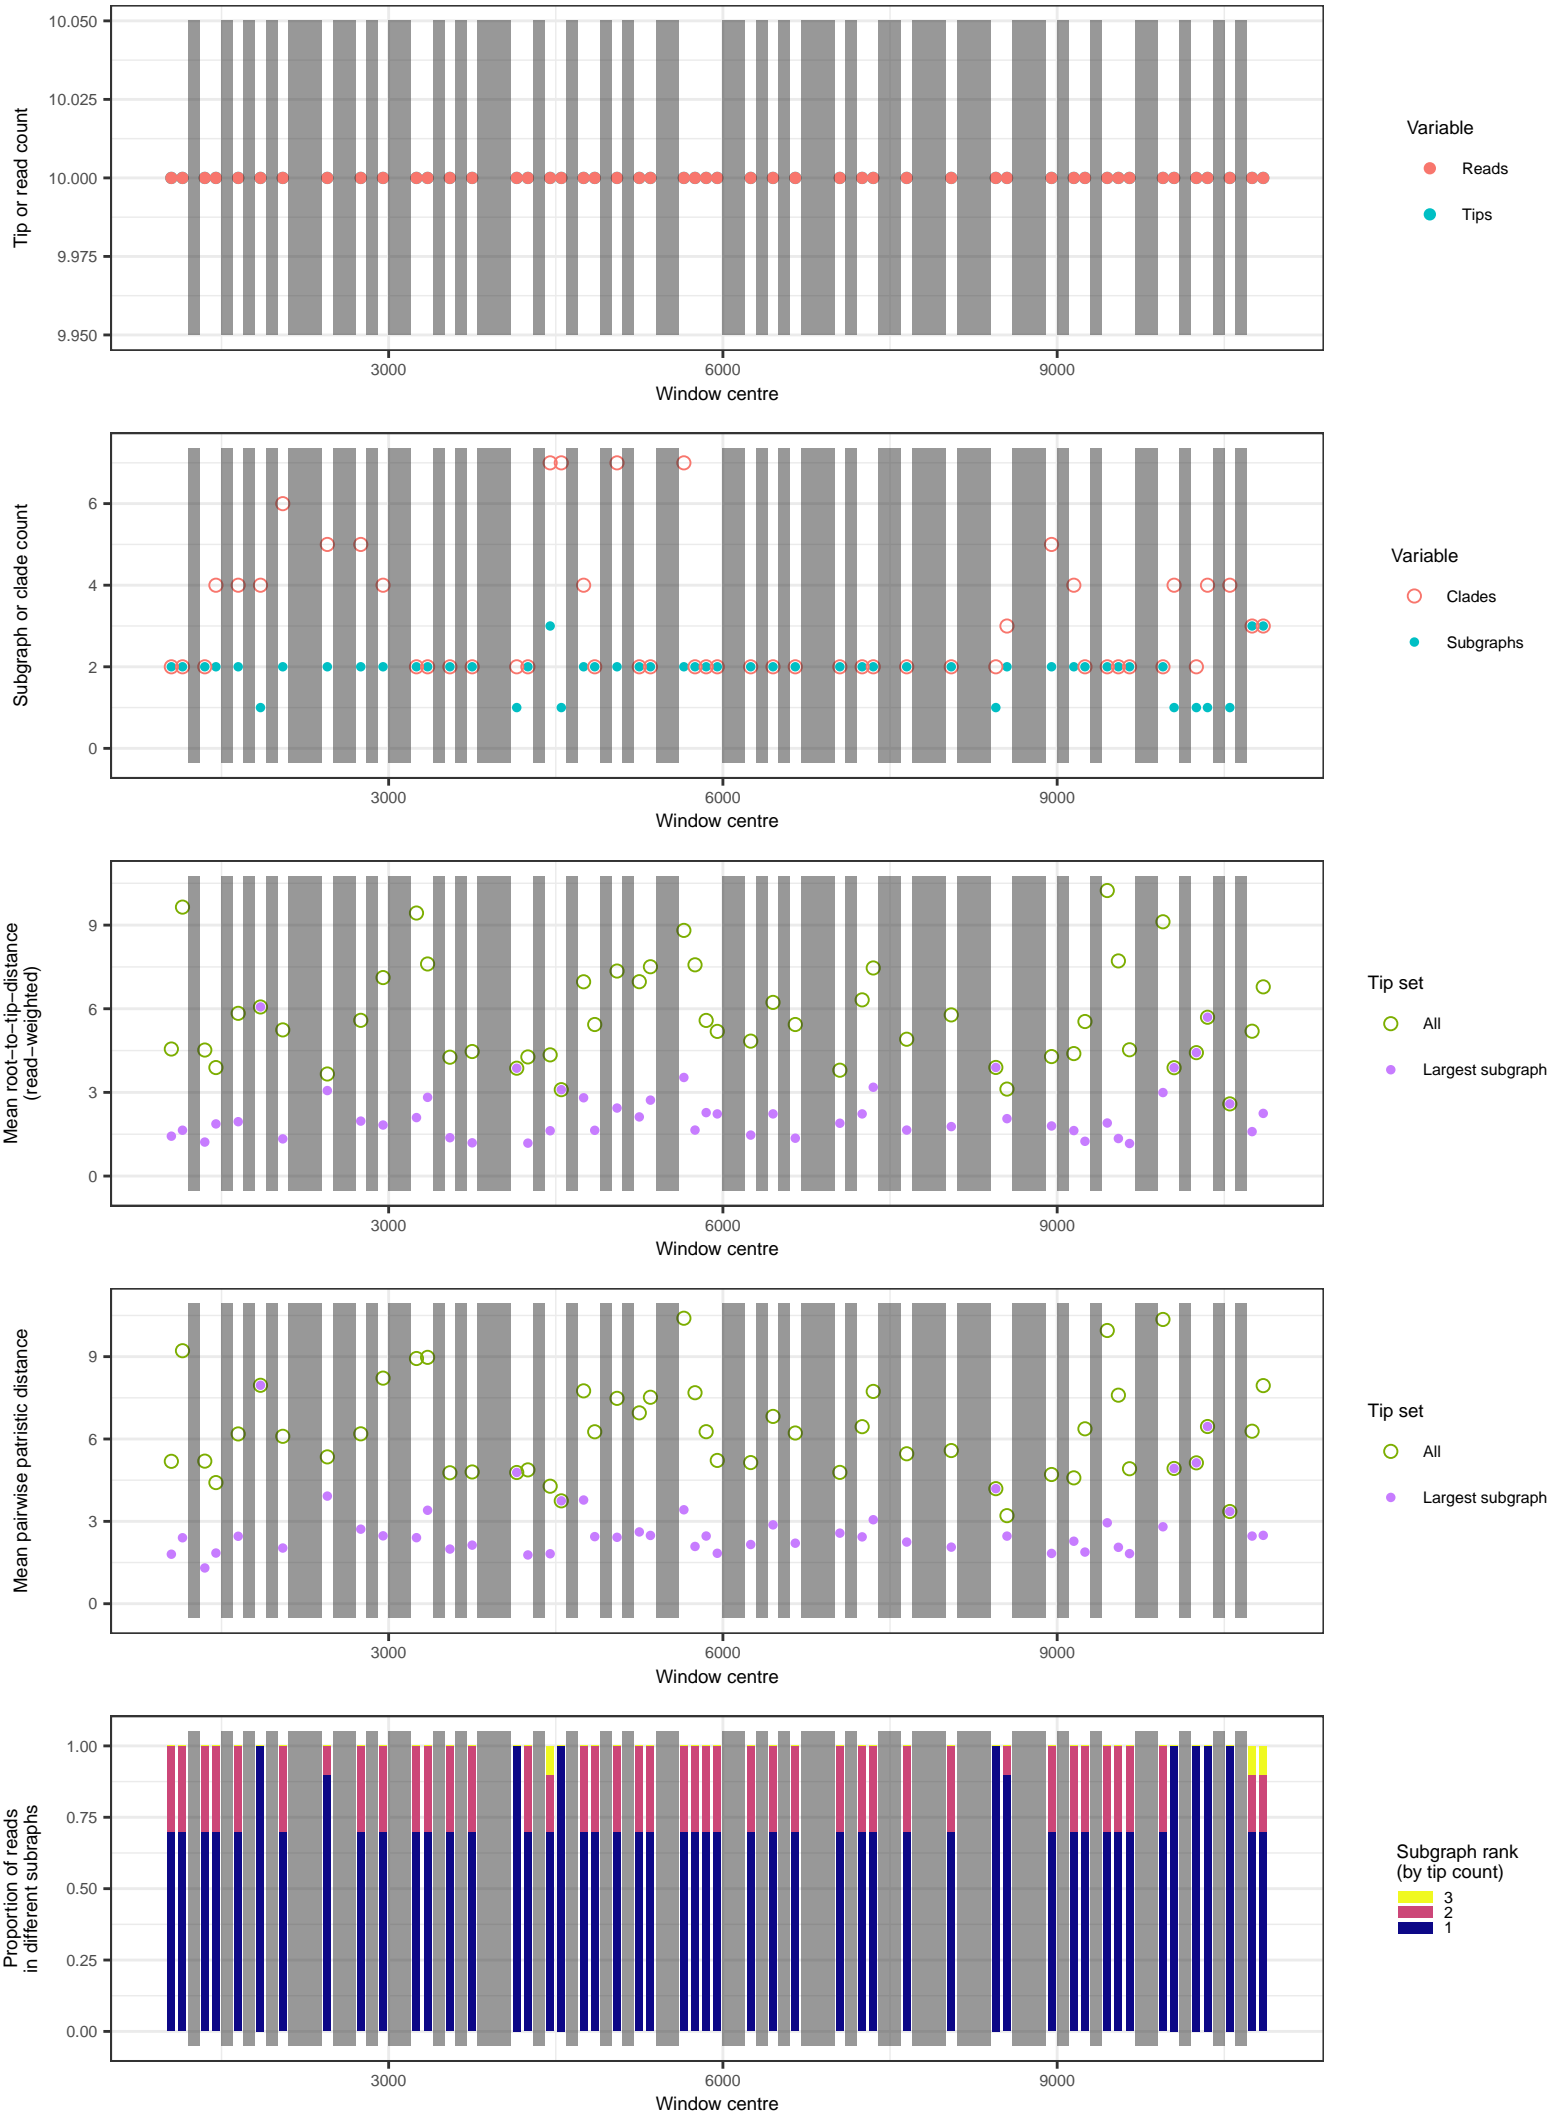 10.050
10.025
10.000
9.975
9.950
Tip or read count
3000
6000
9000
Window centre
Variable
Reads
Tips
6
4
2
0
Subgraph or clade count
3000
6000
9000
Window centre
Variable
Clades
Subgraphs
9
6
3
0
Mean root−to−tip−distance
(read−weighted)
3000
6000
9000
Window centre
Tip set
All
Largest subgraph
9
6
3
0
Mean pairwise patristic distance
3000
6000
9000
Window centre
Tip set
All
Largest subgraph
1.00
0.75
0.50
0.25
0.00
Proportion of reads
in different subraphs
3000
6000
9000
Window centre
Subgraph rank
(by tip count)
3
2
1